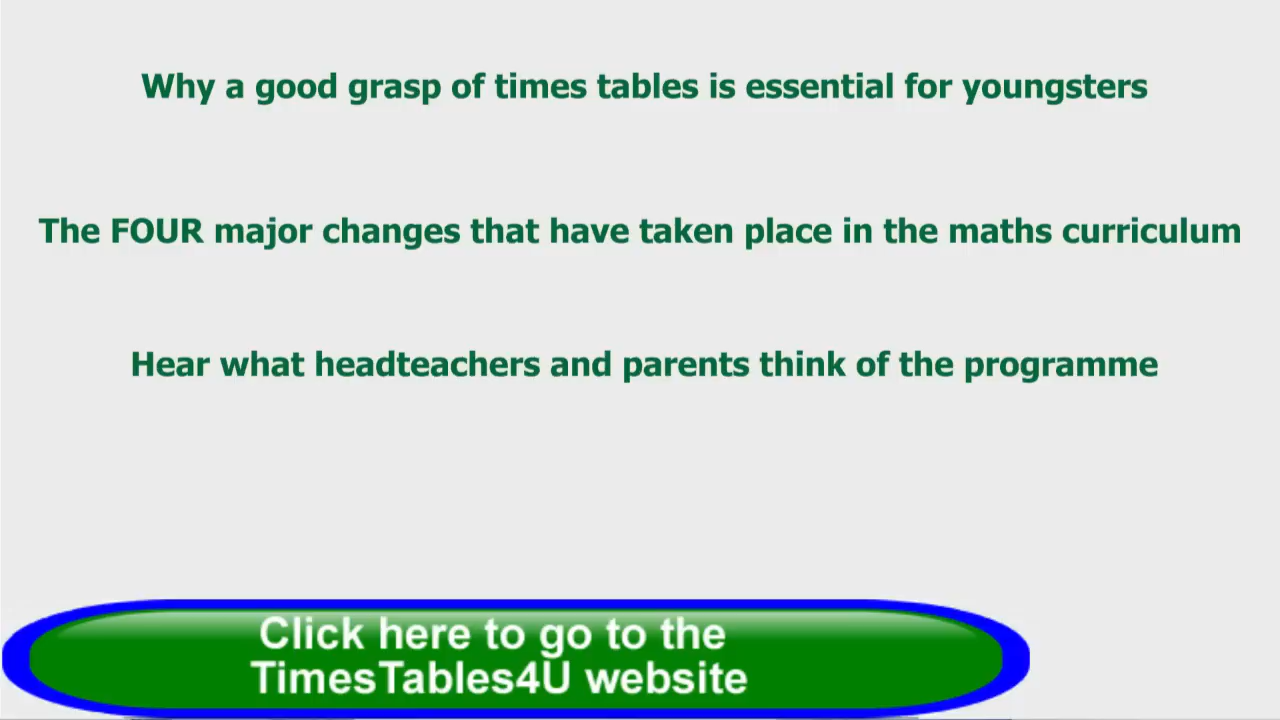 Why a good grasp of times tables is essential for youngsters
The FOUR major changes that have taken place in the maths curriculum
Hear what headteachers and parents think of the programme
Click here to go to the
TimesTables4U website